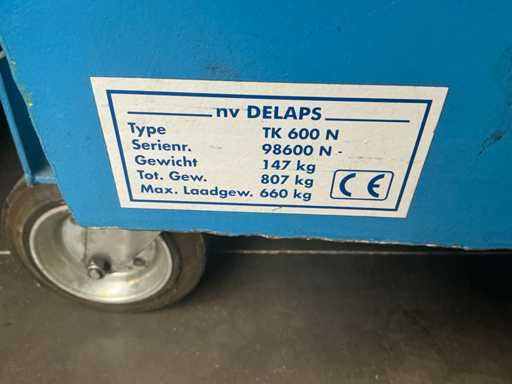 nv DELAPS
Type TK 600 N
Serienr. 98600 N -
Gewicht 147 kg
Tot. Gew. 807 kg
Max. Laadgew. 660 kg
CE